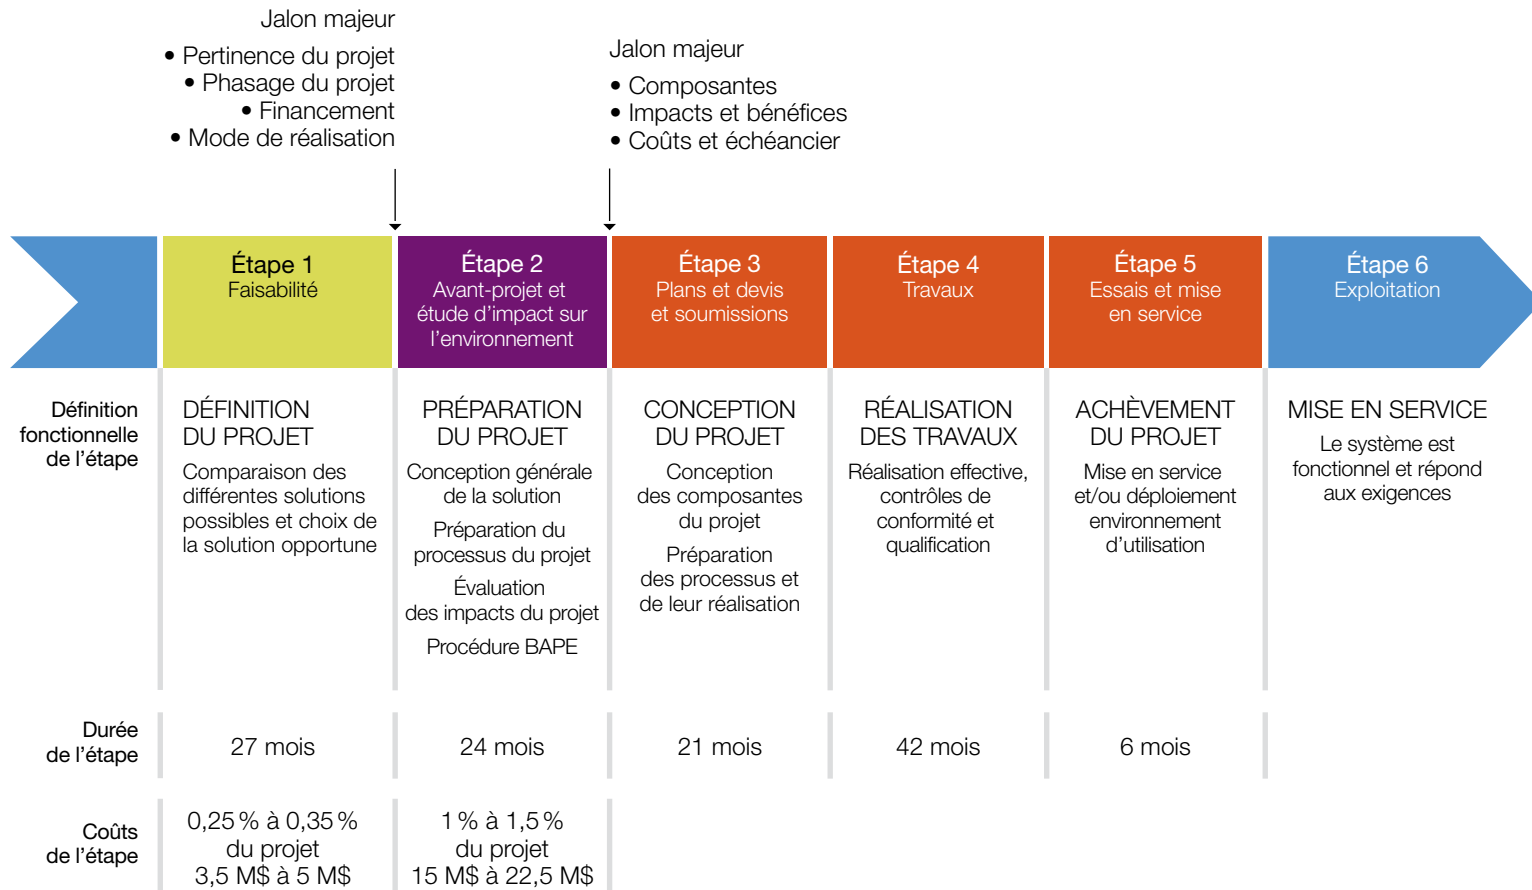 Jalon majeur
• Pertinence du projet
• Phasage du projet
• Financement
• Mode de réalisation
Jalon majeur
• Composantes
• Impacts et bénéfices
• Coûts et échéancier
Étape 1
Faisabilité
Étape 2
Avant-projet et
étude d'impact sur
l'environnement
Étape 3
Plans et devis
et soumissions
Étape 4
Travaux
Étape 5
Essais et mise
en service
Étape 6
Exploitation
Définition
fonctionnelle
de l'étape
DÉFINITION
DU PROJET
Comparaison des
différentes solutions
possibles et choix de
la solution opportune
PRÉPARATION
DU PROJET
Conception générale
de la solution
Préparation du
processus du projet
Évaluation
des impacts du projet
Procédure BAPE
CONCEPTION
DU PROJET
Conception
des composantes
du projet
Préparation
des processus et
de leur réalisation
RÉALISATION
DES TRAVAUX
Réalisation effective,
contrôles de
conformité et
qualification
ACHÈVEMENT
DU PROJET
Mise en service
et/ou déploiement
environnement
d'utilisation
MISE EN SERVICE
Le système est
fonctionnel et répond
aux exigences
Durée
de l'étape
27 mois
24 mois
21 mois
42 mois
6 mois
Coûts
de l'étape
0,25 % à 0,35 %
du projet
3,5 M$ à 5 M$
1 % à 1,5 %
du projet
15 M$ à 22,5 M$